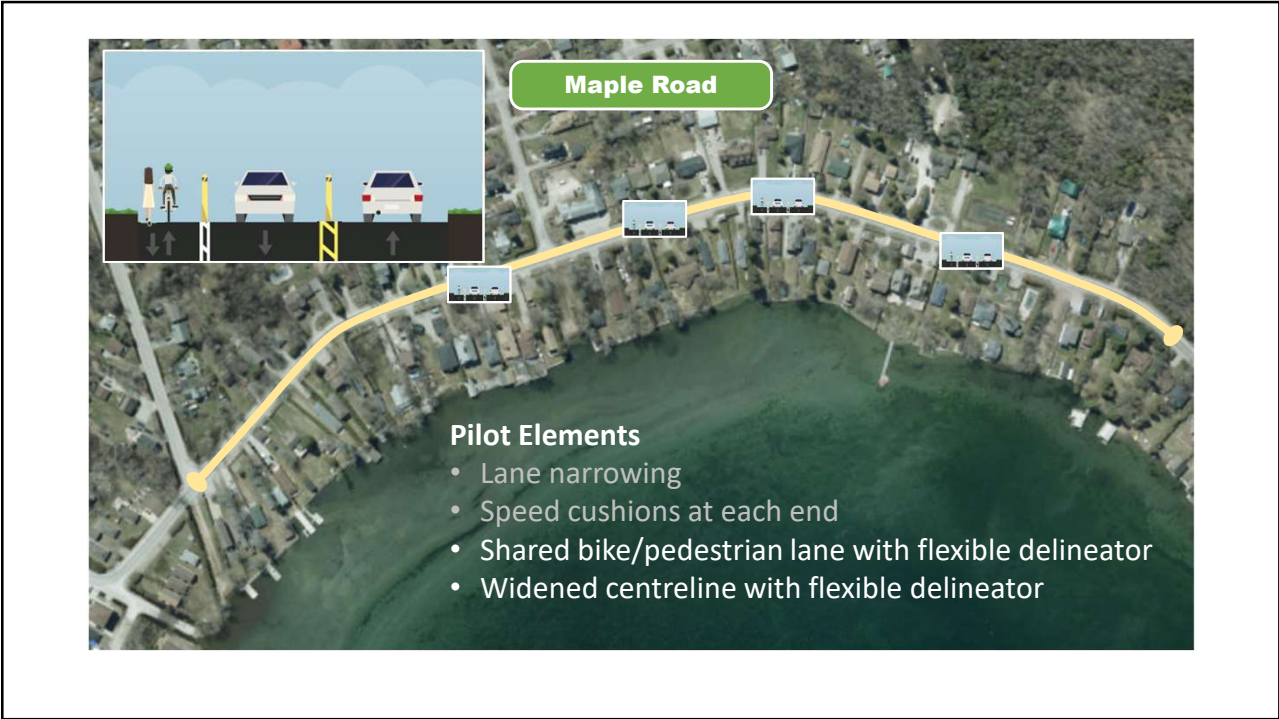 Maple Road
Pilot Elements
• Lane narrowing
• Speed cushions at each end
• Shared bike/pedestrian lane with flexible delineator
• Widened centreline with flexible delineator